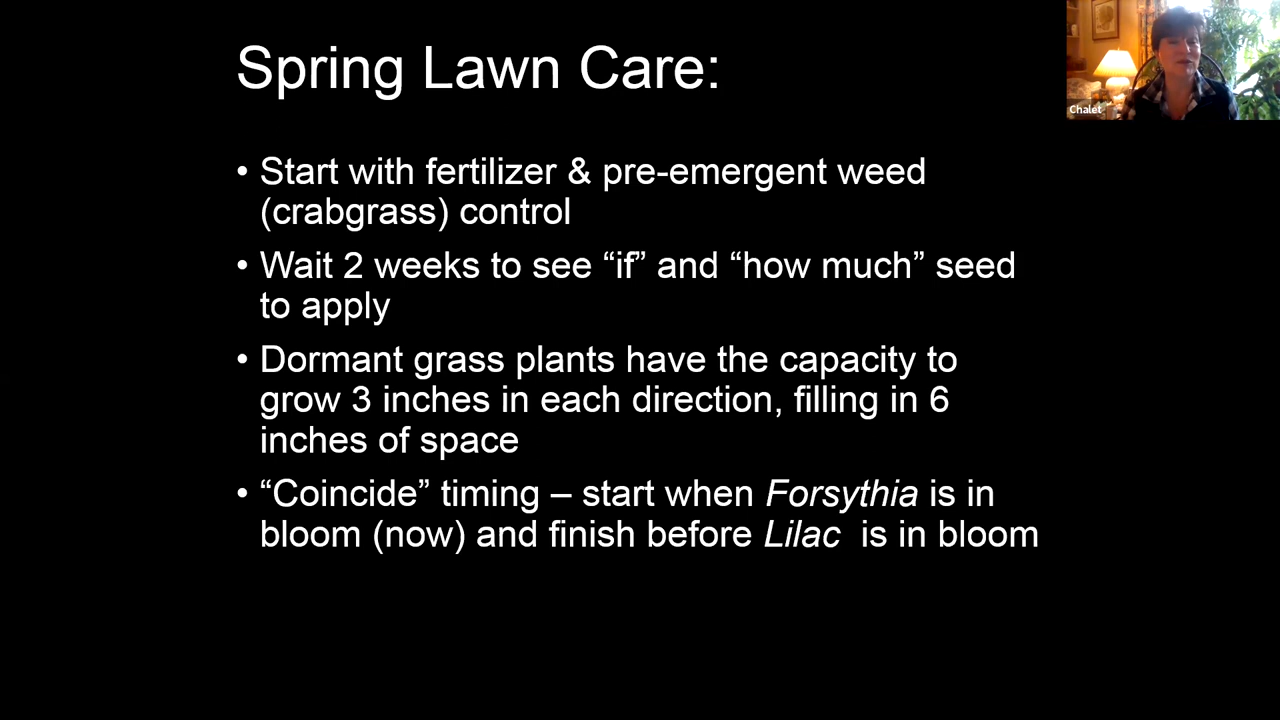 Spring Lawn Care:
Chalet
• Start with fertilizer & pre-emergent weed
(crabgrass) control
• Wait 2 weeks to see “if” and “how much” seed
to apply
• Dormant grass plants have the capacity to
grow 3 inches in each direction, filling in 6
inches of space
• “Coincide” timing – start when Forsythia is in
bloom (now) and finish before Lilac is in bloom